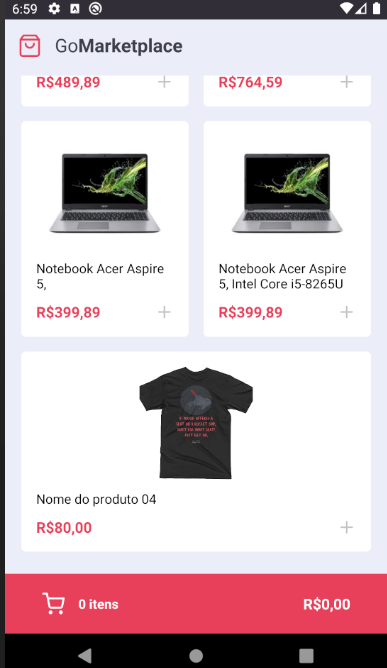 6:59
GoMarketplace
R$489,89 +
R$764,59 +
Notebook Acer Aspire
5,
R$399,89 +
Notebook Acer Aspire
5, Intel Core i5-8265U
R$399,89 +
Nome do produto 04
R$80,00 +
0 itens
R$0,00